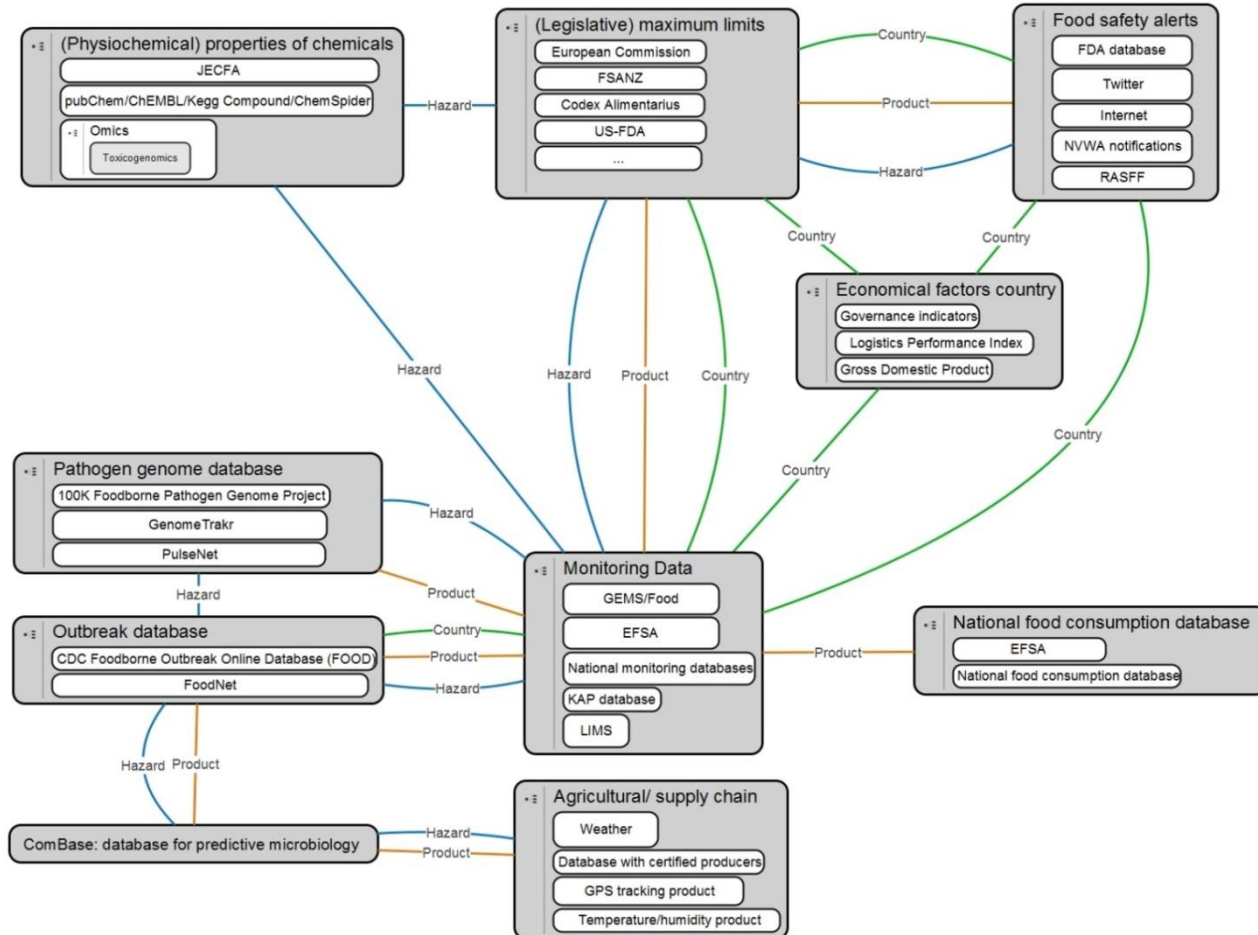 (Physiochemical) properties of chemicals
JECFA
pubChem/ChEMBL/Kegg Compound/ChemSpider
Omics
Toxicogenomics
Hazard
(Legislative) maximum limits
European Commission
FSANZ
Codex Alimentarius
US-FDA
...
Country
Product
Hazard
Food safety alerts
FDA database
Twitter
Internet
NVWA notifications
RASFF
Country
Country
Economical factors country
Governance indicators
Logistics Performance Index
Gross Domestic Product
Hazard
Hazard
Product
Country
Country
Country
Pathogen genome database
100K Foodborne Pathogen Genome Project
GenomeTrakr
PulseNet
Hazard
Product
Hazard
Outbreak database
CDC Foodborne Outbreak Online Database (FOOD)
FoodNet
Country
Product
Hazard
Monitoring Data
GEMS/Food
EFSA
National monitoring databases
KAP database
LIMS
Product
National food consumption database
EFSA
National food consumption database
Hazard
Product
ComBase: database for predictive microbiology
Hazard
Product
Agricultural/ supply chain
Weather
Database with certified producers
GPS tracking product
Temperature/humidity product